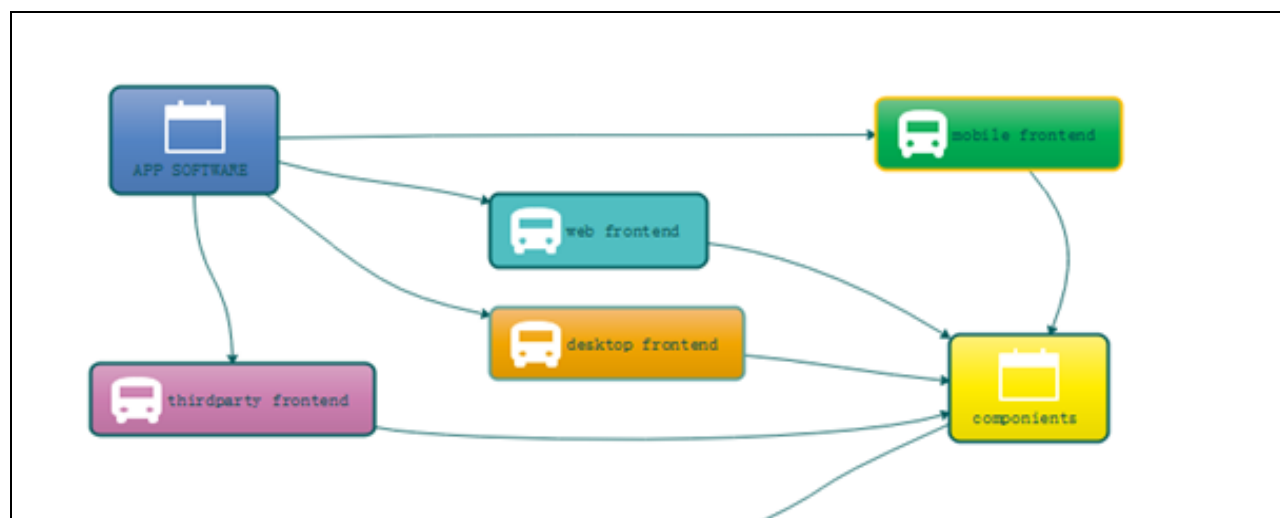 APP SOFTWARE
mobile frontend
web frontend
desktop frontend
thirdparty frontend
componients